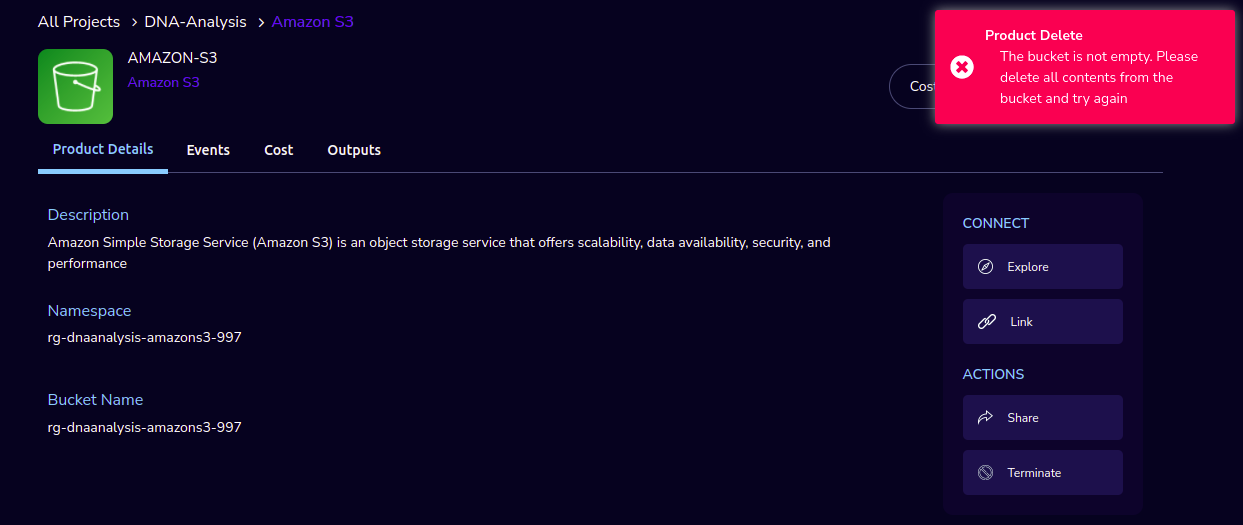 All Projects > DNA-Analysis > Amazon S3
AMAZON-S3
Amazon S3
Product Delete
The bucket is not empty. Please
delete all contents from the
bucket and try again
Cost
Product Details Events Cost Outputs
Description
Amazon Simple Storage Service (Amazon S3) is an object storage service that offers scalability, data availability, security, and
performance
Namespace
rg-dnaanalysis-amazons3-997
Bucket Name
rg-dnaanalysis-amazons3-997
CONNECT
Explore
Link
ACTIONS
Share
Terminate